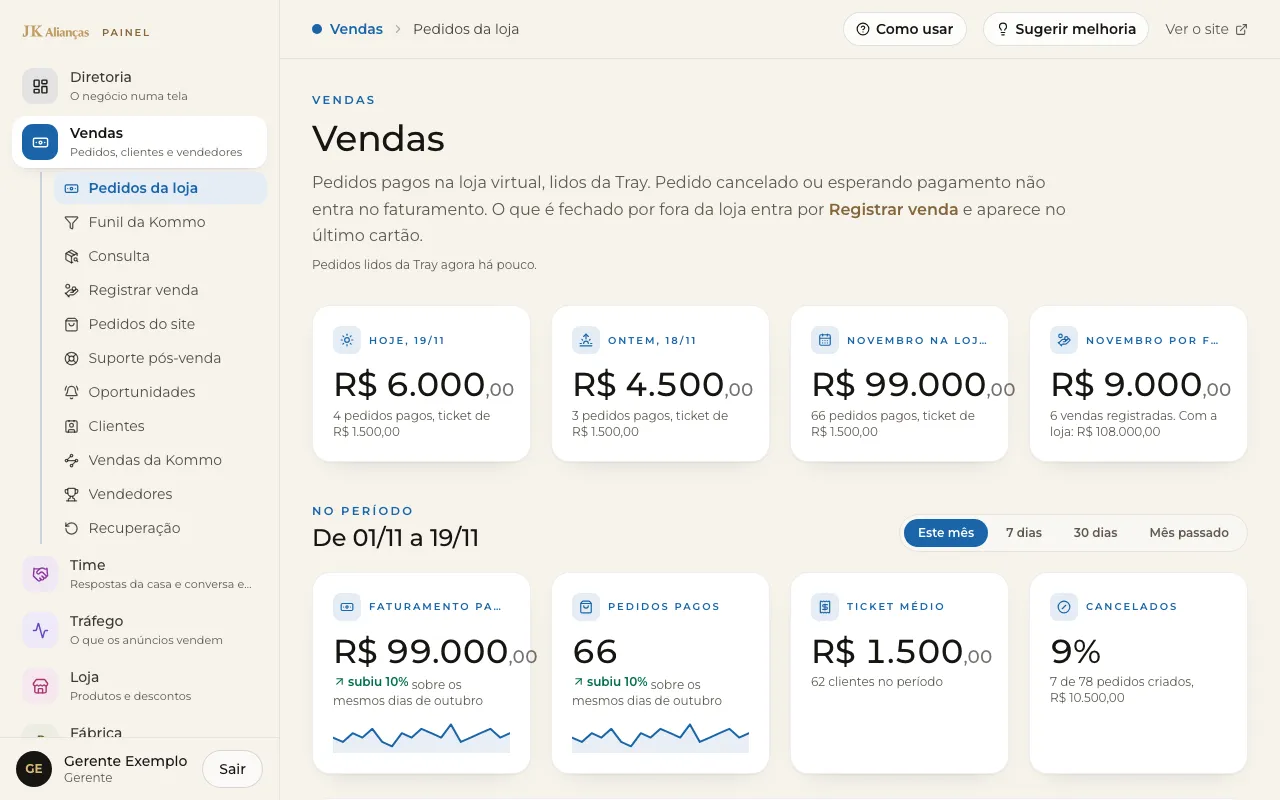 JK Alianças PAINEL
Diretoria
O negócio numa tela
Vendas
Pedidos, clientes e vendedores
Pedidos da loja
Funil da Kommo
Consulta
Registrar venda
Pedidos do site
Suporte pós-venda
Oportunidades
Clientes
Vendas da Kommo
Vendedores
Recuperação
Time
Respostas da casa e conversa e…
Tráfego
O que os anúncios vendem
Loja
Produtos e descontos
Fábrica
GE
Gerente Exemplo
Gerente
Sair
Vendas
Pedidos da loja
Como usar
Sugerir melhoria
Ver o site
VENDAS
Vendas
Pedidos pagos na loja virtual, lidos da Tray. Pedido cancelado ou esperando pagamento não
entra no faturamento. O que é fechado por fora da loja entra por Registrar venda e aparece no
último cartão.
Pedidos lidos da Tray agora há pouco.
HOJE, 19/11
R$ 6.000,00
4 pedidos pagos, ticket de
R$ 1.500,00
ONTEM, 18/11
R$ 4.500,00
3 pedidos pagos, ticket de
R$ 1.500,00
NOVEMBRO NA LOJ…
R$ 99.000,00
66 pedidos pagos, ticket de
R$ 1.500,00
NOVEMBRO POR F…
R$ 9.000,00
6 vendas registradas. Com a
loja: R$ 108.000,00
NO PERÍODO
De 01/11 a 19/11
Este mês
7 dias
30 dias
Mês passado
FATURAMENTO PA…
R$ 99.000,00
subiu 10% sobre os
mesmos dias de outubro
PEDIDOS PAGOS
66
subiu 10% sobre os
mesmos dias de outubro
TICKET MÉDIO
R$ 1.500,00
62 clientes no período
CANCELADOS
9%
7 de 78 pedidos criados,
R$ 10.500,00